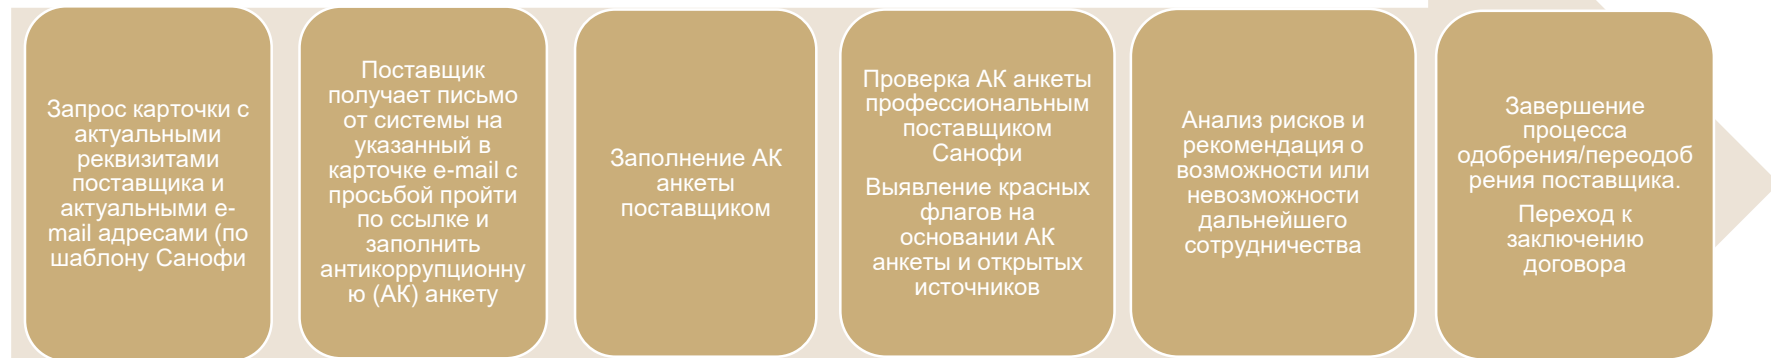 Запрос карточки с
актуальными
реквизитами
поставщика и
актуальными e-
mail адресами (по
шаблону Санофи
Поставщик
получает письмо
от системы на
указанный в
карточке e-mail с
просьбой пройти
по ссылке и
заполнить
антикоррупционну
ю (АК) анкету
Заполнение АК
анкеты
поставщиком
Проверка АК анкеты
профессиональным
поставщиком
Санофи
Выявление красных
флагов на
основании АК
анкеты и открытых
источников
Анализ рисков и
рекомендация о
возможности или
невозможности
дальнейшего
сотрудничества
Завершение
процесса
одобрения/переодоб
рения поставщика.
Переход к
заключению
договора